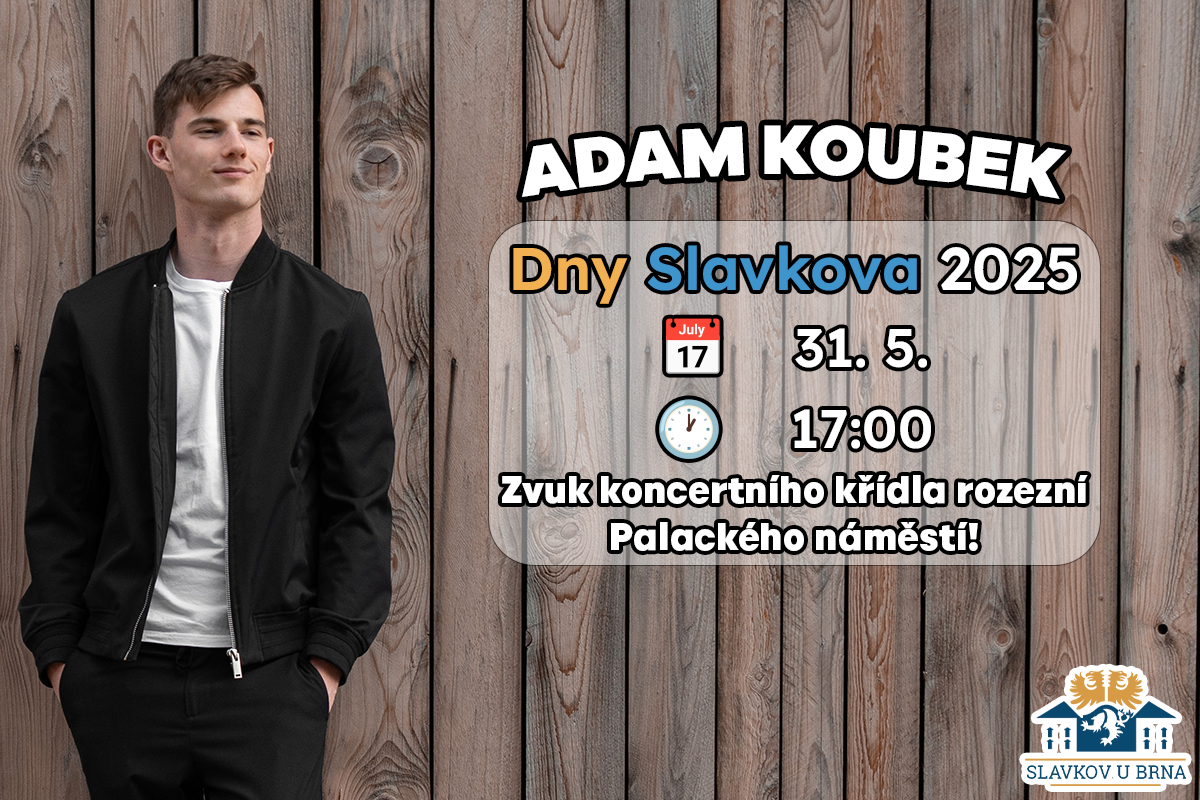 ADAM KOUBEK
Dny Slavkova 2025
July
17
31. 5.
17:00
Zvuk koncertního křídla rozezní
Palackého náměstí!
SLAVKOV U BRNA